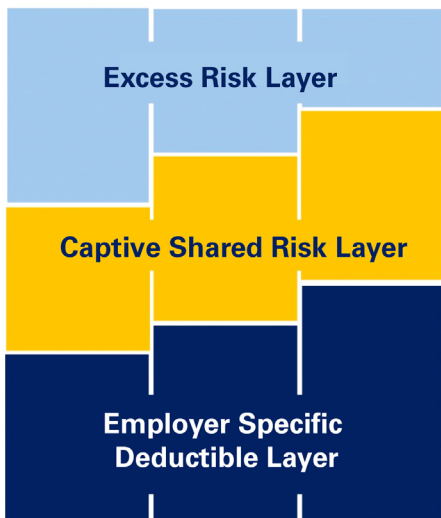 Excess Risk Layer
Captive Shared Risk Layer
Employer Specific
Deductible Layer